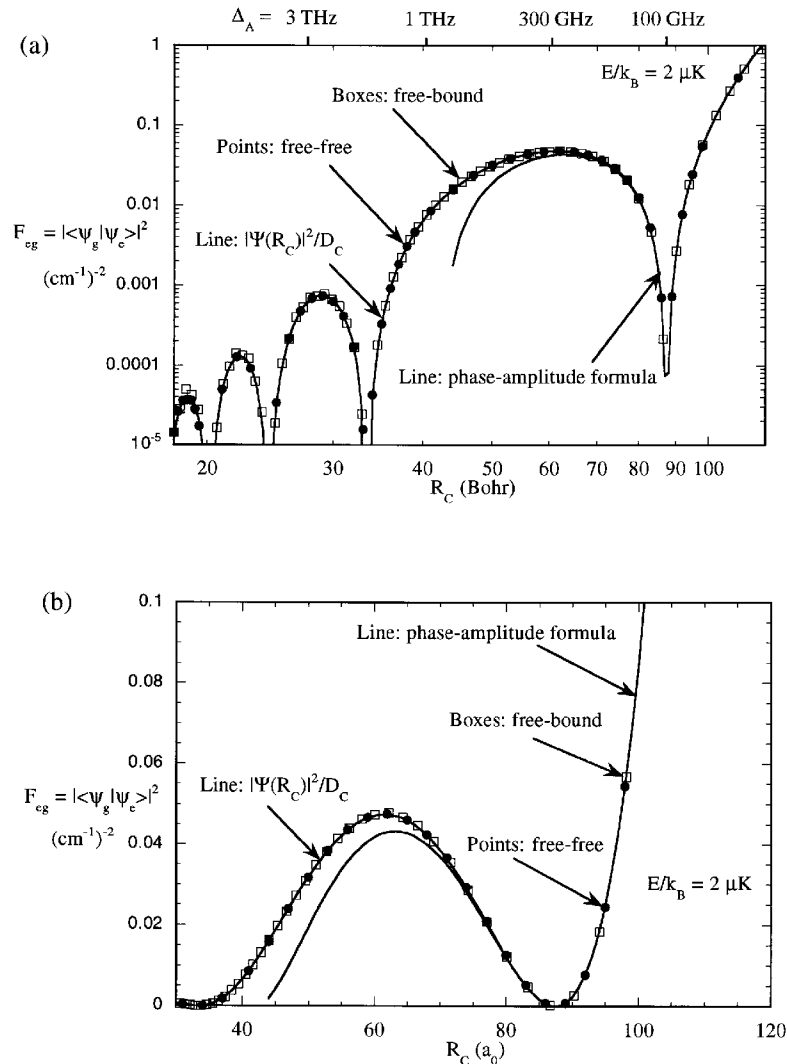 Δ_A = 3 THz 1 THz 300 GHz 100 GHz
(a)
1
0.1
0.01
0.001
0.0001
10^-5
E/k_B = 2 μK
Boxes: free-bound
Points: free-free
F_eg = |<ψ_g|ψ_e>|^2
(cm^-1)^-2
Line: |Ψ(R_C)|^2/D_C
Line: phase-amplitude formula
20 30 40 50 60 70 80 90 100
R_C (Bohr)
(b)
0.1
0.08
0.06
0.04
0.02
0
Line: phase-amplitude formula
Boxes: free-bound
F_eg = |<ψ_g|ψ_e>|^2
(cm^-1)^-2
Line: |Ψ(R_C)|^2/D_C
Points: free-free
E/k_B = 2 μK
40 60 80 100 120
R_C (a_0)